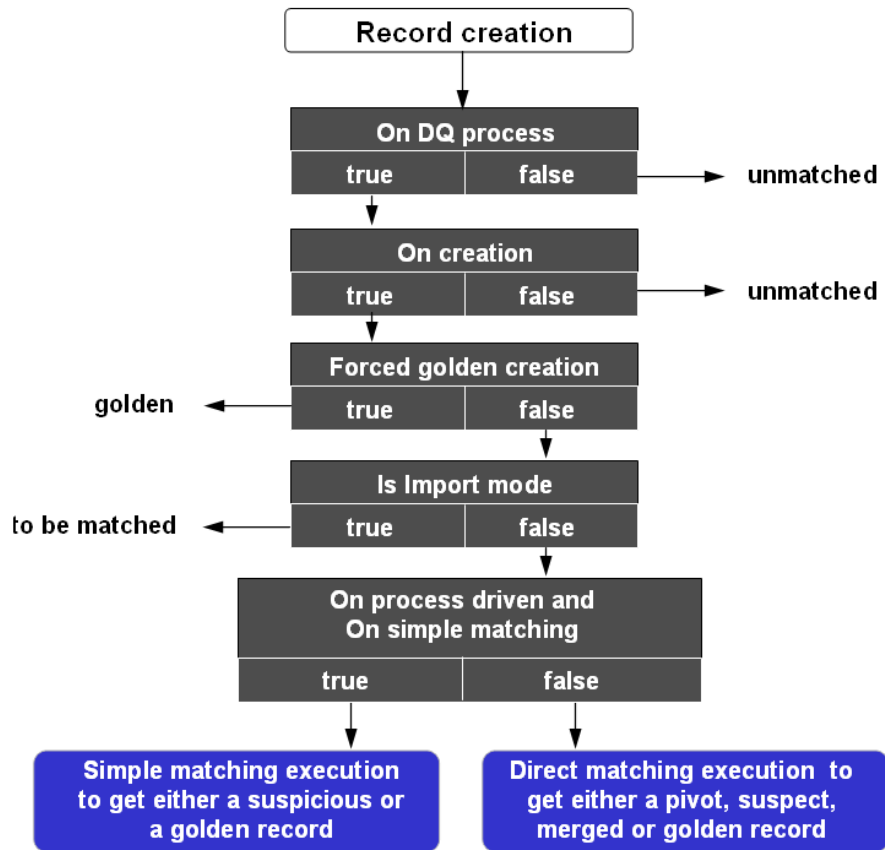 Record creation
On DQ process
true false unmatched
On creation
true false unmatched
Forced golden creation
golden true false
Is Import mode
to be matched true false
On process driven and
On simple matching
true false
Simple matching execution
to get either a suspicious or
a golden record
Direct matching execution to
get either a pivot, suspect,
merged or golden record